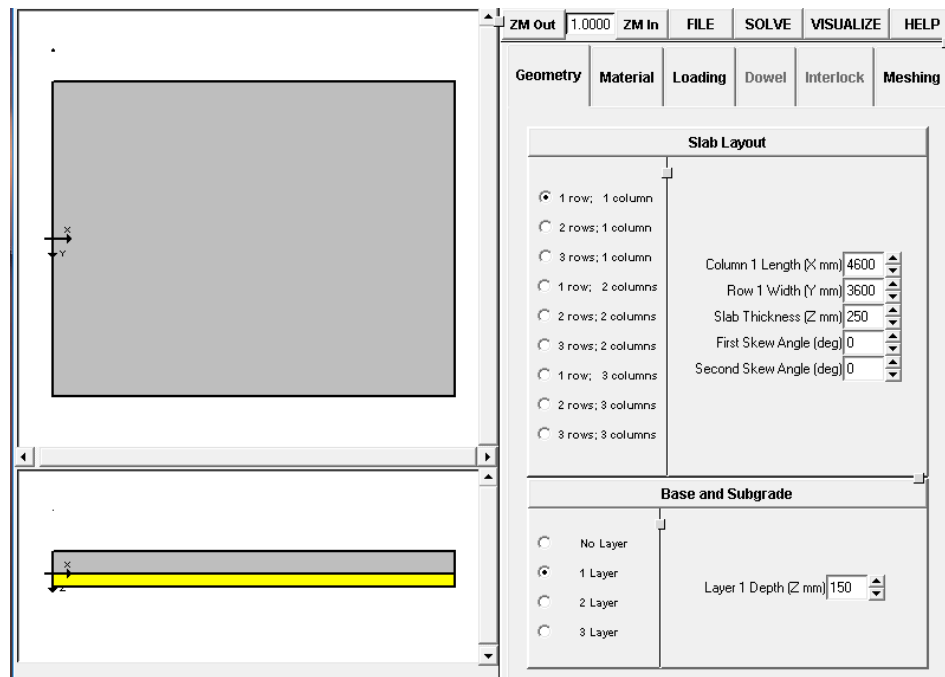 ZM Out 1.0000 ZM In FILE SOLVE VISUALIZE HELP
Geometry Material Loading Dowel Interlock Meshing
Slab Layout
1 row; 1 column
2 rows; 1 column
3 rows; 1 column
1 row; 2 columns
2 rows; 2 columns
3 rows; 2 columns
1 row; 3 columns
2 rows; 3 columns
3 rows; 3 columns
Column 1 Length (X mm) 4600
Row 1 Width (Y mm) 3600
Slab Thickness (Z mm) 250
First Skew Angle (deg) 0
Second Skew Angle (deg) 0
X
Y
Base and Subgrade
No Layer
1 Layer
2 Layer
3 Layer
Layer 1 Depth (Z mm) 150
X
Z